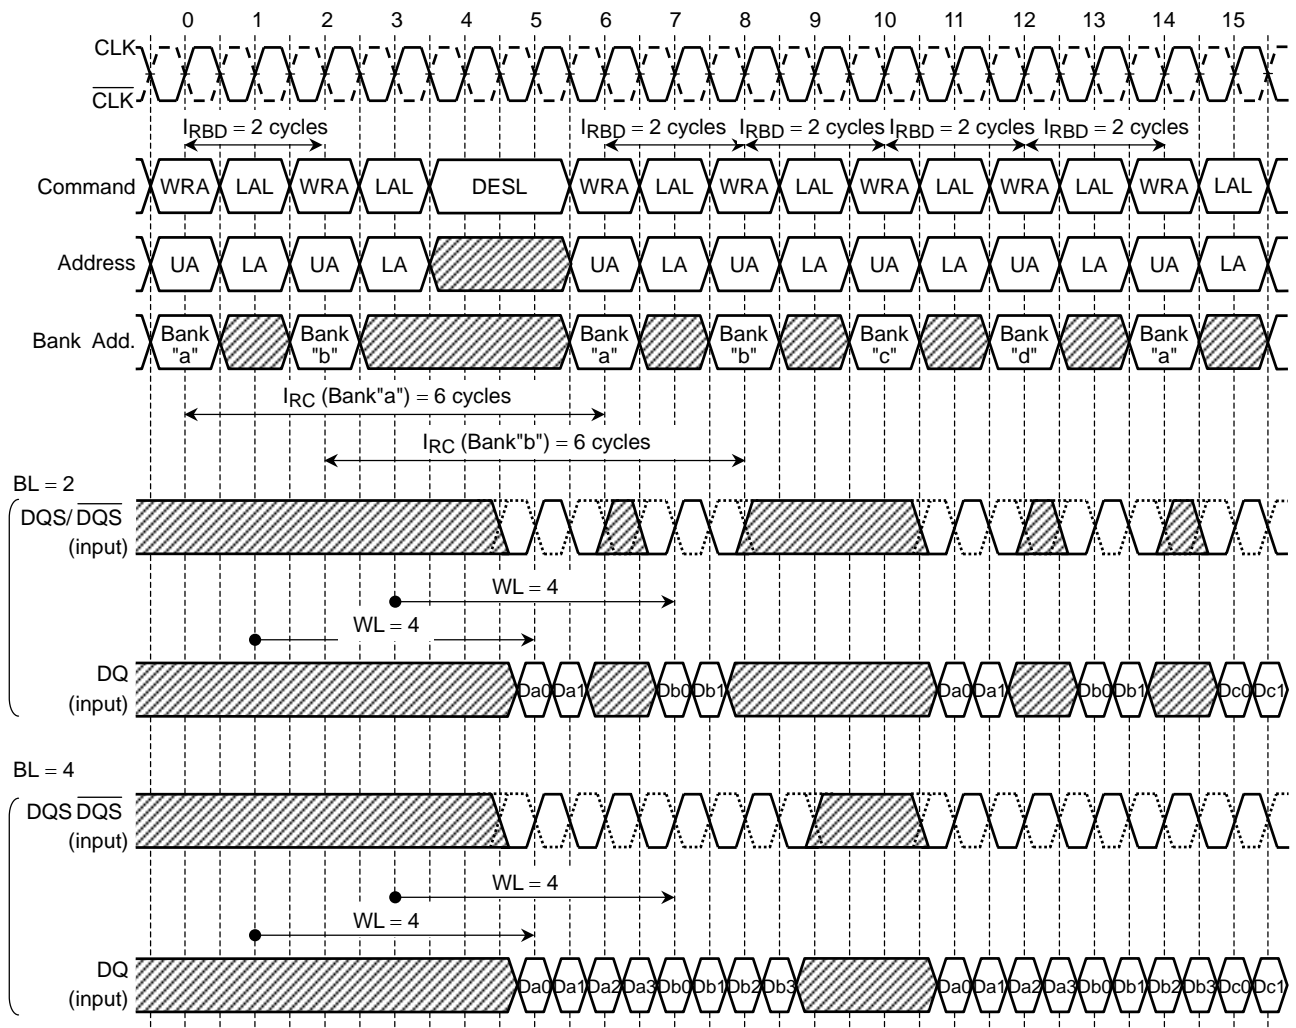 0 1 2 3 4 5 6 7 8 9 10 11 12 13 14 15
CLK
CLK
IRBD = 2 cycles IRBD = 2 cycles IRBD = 2 cycles IRBD = 2 cycles IRBD = 2 cycles
Command WRA LAL WRA LAL DESL WRA LAL WRA LAL WRA LAL WRA LAL WRA LAL
Address UA LA UA LA UA LA UA LA UA LA UA LA UA LA
Bank Add. Bank "a" Bank "b" Bank "a" Bank "b" Bank "c" Bank "d" Bank "a"
IRC (Bank"a") = 6 cycles
IRC (Bank"b") = 6 cycles
BL = 2
DQS/ DQS
(input)
WL = 4
WL = 4
DQ
(input)
Da0 Da1 Db0 Db1 Da0 Da1 Db0 Db1 Dc0 Dc1
BL = 4
DQS DQS
(input)
WL = 4
WL = 4
DQ
(input)
Da0 Da1 Da2 Da3 Db0 Db1 Db2 Db3 Da0 Da1 Da2 Da3 Db0 Db1 Db2 Db3 Dc0 Dc1